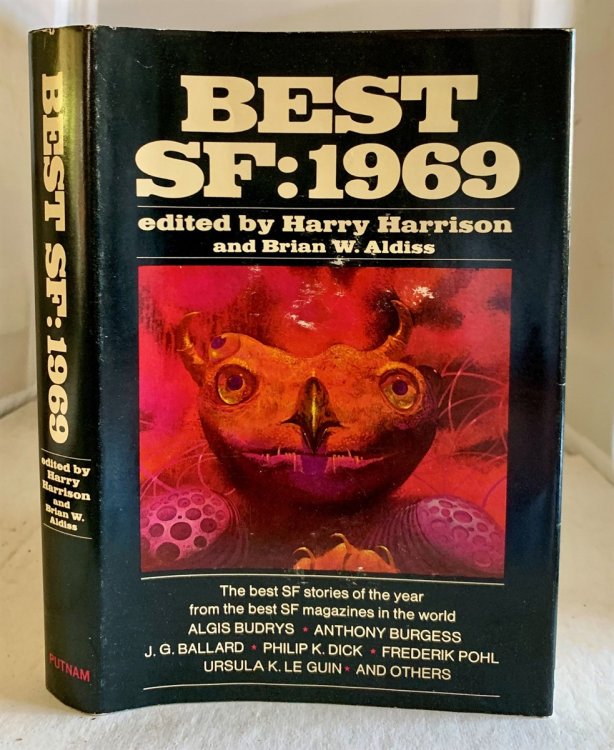 BEST
SF:1969
edited by Harry Harrison
and Brian W. Aldiss
The best SF stories of the year
from the best SF magazines in the world
ALGIS BUDRYS ★ ANTHONY BURGESS
J. G. BALLARD ★ PHILIP K. DICK ★ FREDERIK POHL
URSULA K. LE GUIN ★ AND OTHERS
BEST SF:1969
edited by
Harry
Harrison
and
Brian W.
Aldiss
PUTNAM